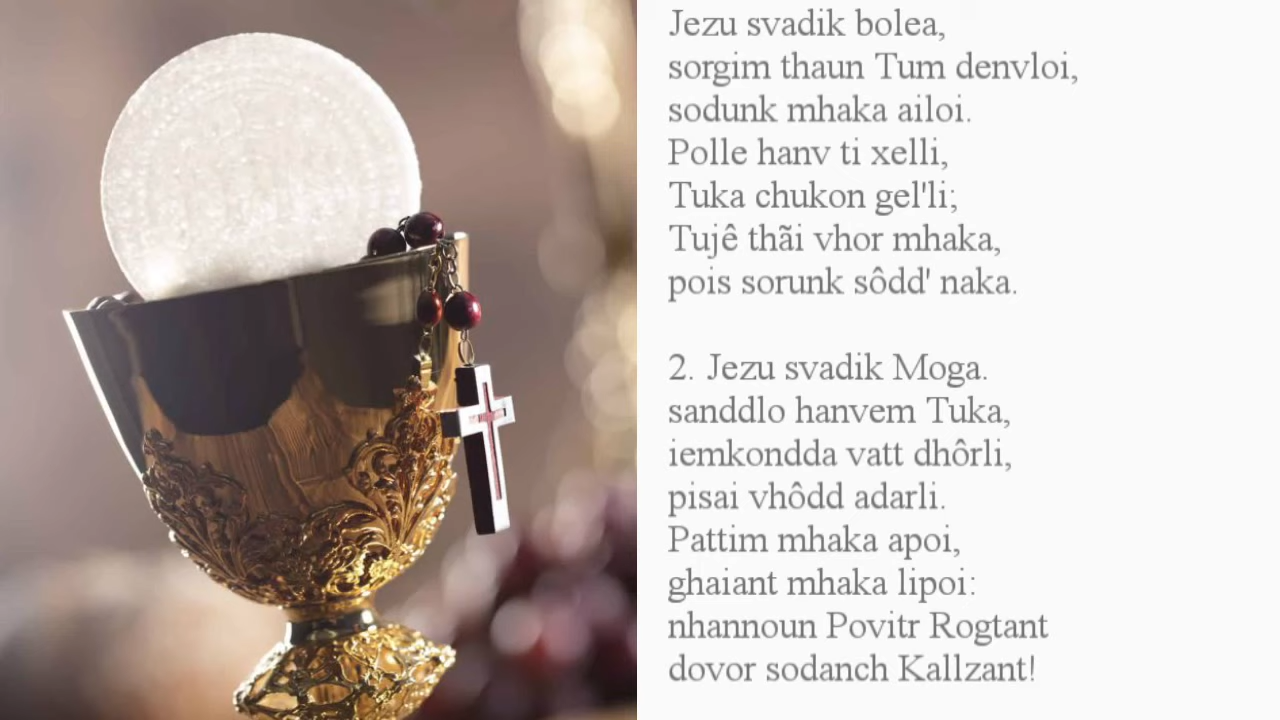 Jezu svadik bolea,
sorgim thaun Tum denvloi,
sodunk mhaka ailoi.
Polle hanv ti xelli,
Tuka chukon gel'li;
Tujê thãi vhor mhaka,
pois sorunk sôdd' naka.
2. Jezu svadik Moga.
sanddlo hanvem Tuka,
iemkondda vatt dhôrli,
pisai vhôdd adarli.
Pattim mhaka apoi,
ghaiant mhaka lipoi:
nhannoun Povitr Rogtant
dovor sodanch Kallzant!